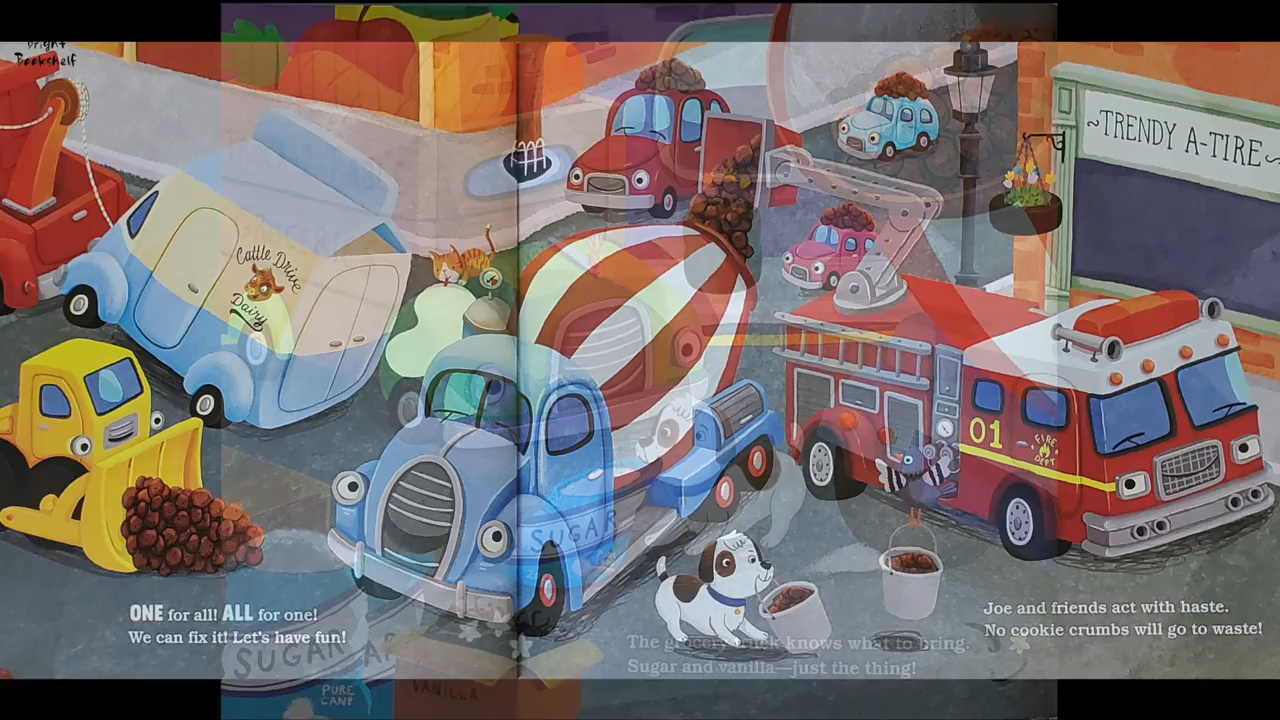 Bright
Bookshelf
~TRENDY A-TIRE~
Cattle Drive
Dairy
01
FIRE
DEPT
SUGAR
ONE for all! ALL for one!
We can fix it! Let's have fun!
Joe and friends act with haste.
No cookie crumbs will go to waste!
The grocery truck knows what to bring.
Sugar and vanilla—just the thing!
SUGAR
PURE
CANE
VANILLA